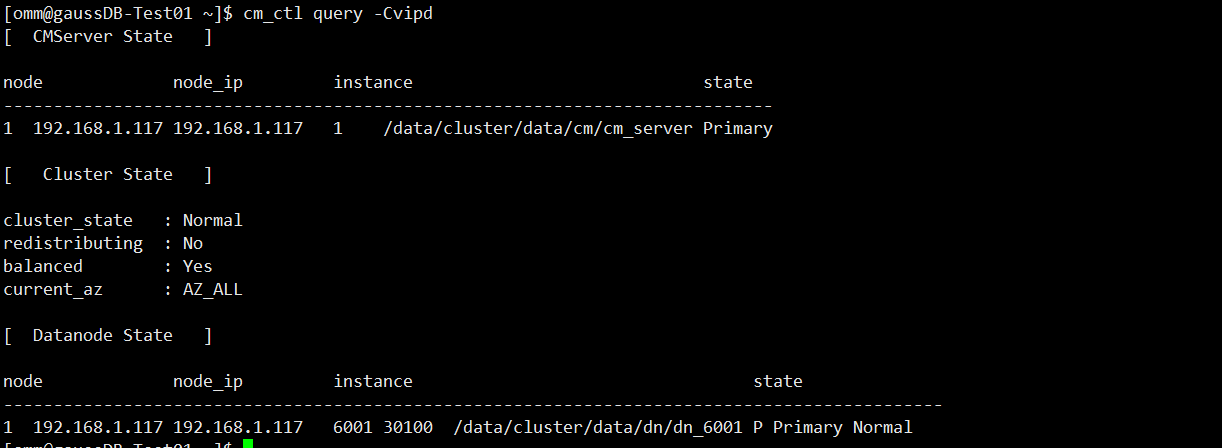 [omm@gaussDB-Test01 ~]$ cm_ctl query -Cvipd
[  CMServer State   ]
node             node_ip         instance                             state
-----------------------------------------------------------------------------
1  192.168.1.117 192.168.1.117   1    /data/cluster/data/cm/cm_server Primary
[   Cluster State   ]
cluster_state   : Normal
redistributing  : No
balanced        : Yes
current_az      : AZ_ALL
[  Datanode State   ]
node             node_ip         instance                                  state
----------------------------------------------------------------------------------------------
1  192.168.1.117 192.168.1.117   6001 30100  /data/cluster/data/dn/dn_6001 P Primary Normal
[omm@gaussDB-Test01 ~]$